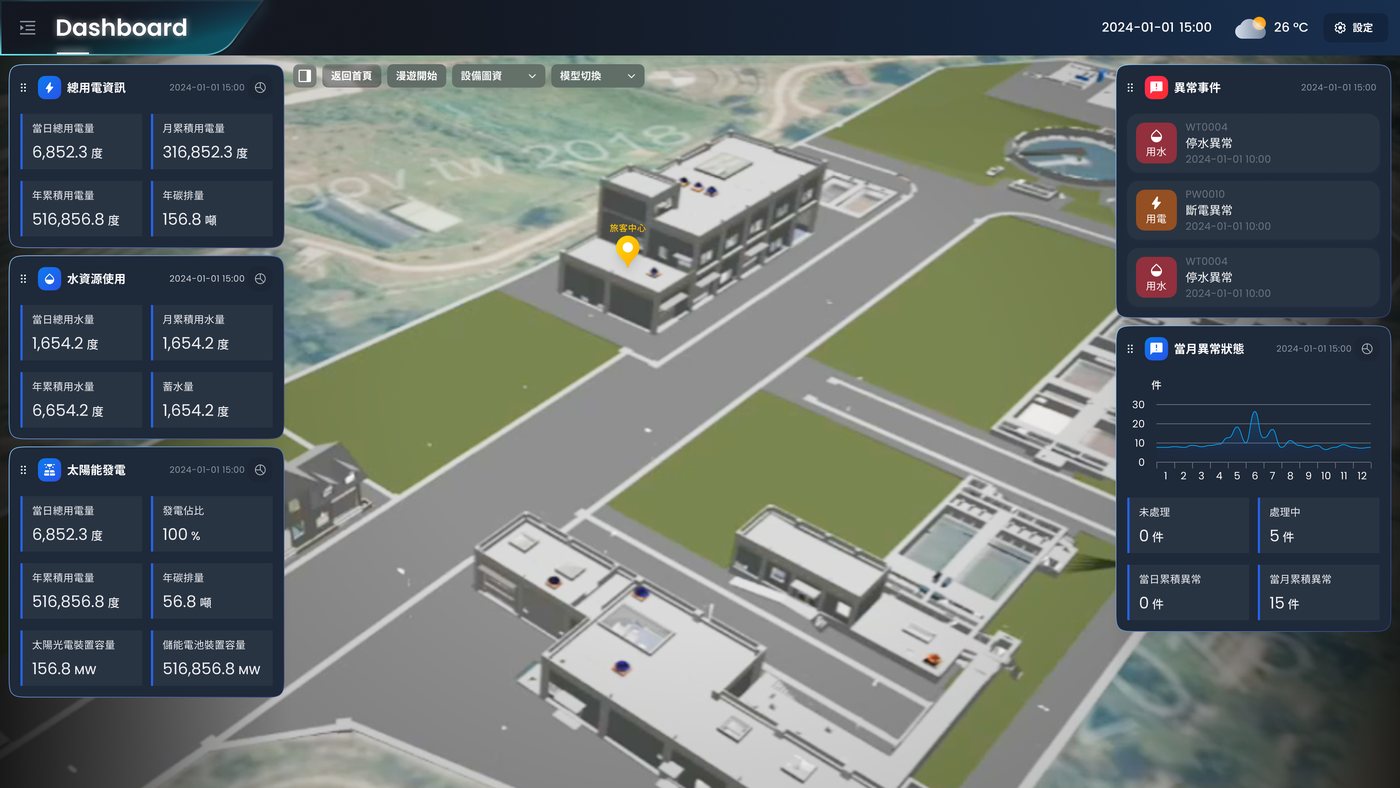 Dashboard
2024-01-01 15:00
26 °C
設定
返回首頁
漫遊開始
設備圖資
模型切換
總用電資訊
2024-01-01 15:00
當日總用電量
月累積用電量
6,852.3 度
316,852.3 度
年累積用電量
年碳排量
516,856.8 度
156.8 噸
水資源使用
2024-01-01 15:00
當日總用水量
月累積用水量
1,654.2 度
1,654.2 度
年累積用水量
蓄水量
6,654.2 度
1,654.2 度
太陽能發電
2024-01-01 15:00
當日總用電量
發電佔比
6,852.3 度
100 %
年累積用電量
年碳排量
516,856.8 度
56.8 噸
太陽光電裝置容量
儲能電池裝置容量
156.8 MW
516,856.8 MW
旅客中心
異常事件
2024-01-01 15:00
用水
WT0004
停水異常
2024-01-01 10:00
用電
PW0010
斷電異常
2024-01-01 10:00
用水
WT0004
停水異常
2024-01-01 10:00
當月異常狀態
2024-01-01 15:00
件
30
20
10
0
1 2 3 4 5 6 7 8 9 10 11 12
未處理
處理中
0 件
5 件
當日累積異常
當月累積異常
0 件
15 件